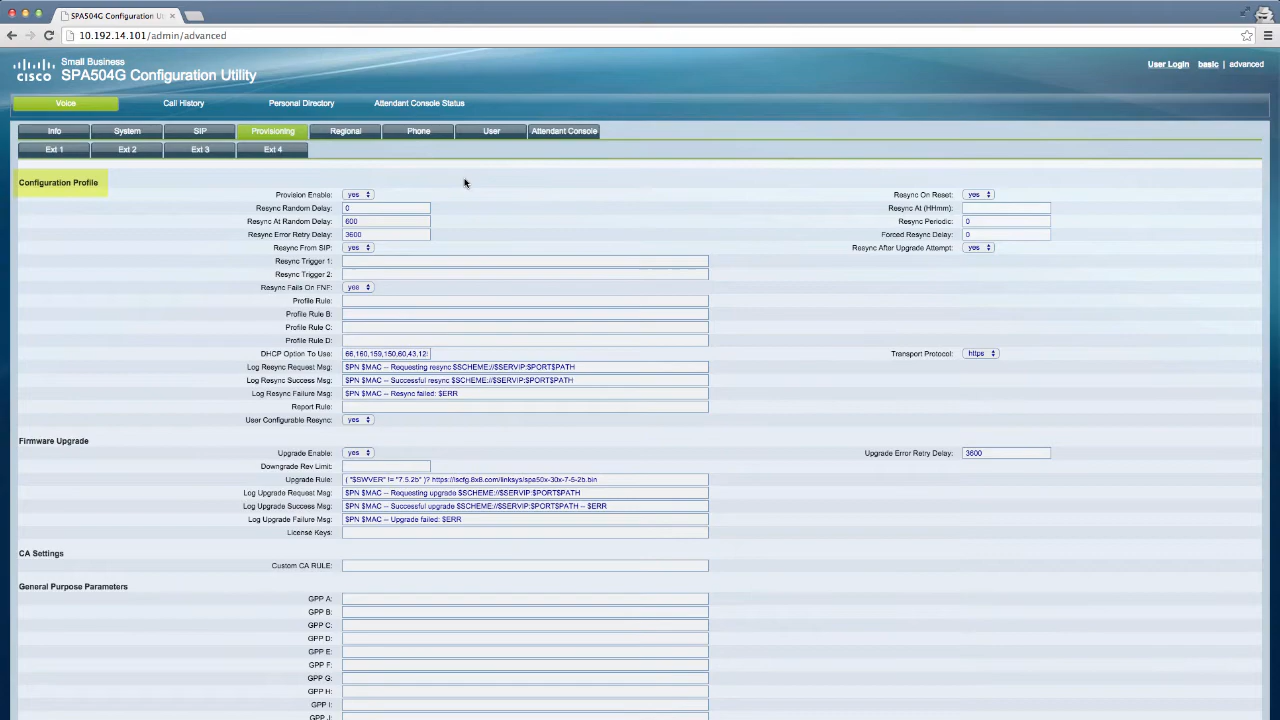 SPA504G Configuration Uti
10.192.14.101/admin/advanced
Small Business
cisco SPA504G Configuration Utility
User Login basic | advanced
Voice Call History Personal Directory Attendant Console Status
Info System SIP Provisioning Regional Phone User Attendant Console
Ext 1 Ext 2 Ext 3 Ext 4
Configuration Profile
Provision Enable: yes Resync On Reset: yes
Resync Random Delay: 0 Resync At (HHmm):
Resync At Random Delay: 600 Resync Periodic: 0
Resync Error Retry Delay: 3600 Forced Resync Delay: 0
Resync From SIP: yes Resync After Upgrade Attempt: yes
Resync Trigger 1:
Resync Trigger 2:
Resync Fails On FNF: yes
Profile Rule:
Profile Rule B:
Profile Rule C:
Profile Rule D:
DHCP Option To Use: 66,160,159,150,60,43,12 Transport Protocol: https
Log Resync Request Msg: $PN $MAC -- Requesting resync $SCHEME://$SERVIP:$PORT$PATH
Log Resync Success Msg: $PN $MAC -- Successful resync $SCHEME://$SERVIP:$PORT$PATH
Log Resync Failure Msg: $PN $MAC -- Resync failed: $ERR
Report Rule:
User Configurable Resync: yes
Firmware Upgrade
Upgrade Enable: yes Upgrade Error Retry Delay: 3600
Downgrade Rev Limit:
Upgrade Rule: ( "$SWVER" != "7.5.2b" )? https://lscfg.8x8.com/linksys/spa50x-30x-7-5-2b.bin
Log Upgrade Request Msg: $PN $MAC -- Requesting upgrade $SCHEME://$SERVIP:$PORT$PATH
Log Upgrade Success Msg: $PN $MAC -- Successful upgrade $SCHEME://$SERVIP:$PORT$PATH -- $ERR
Log Upgrade Failure Msg: $PN $MAC -- Upgrade failed: $ERR
License Keys:
CA Settings
Custom CA RULE:
General Purpose Parameters
GPP A:
GPP B:
GPP C:
GPP D:
GPP E:
GPP F:
GPP G:
GPP H:
GPP I:
GPP J: